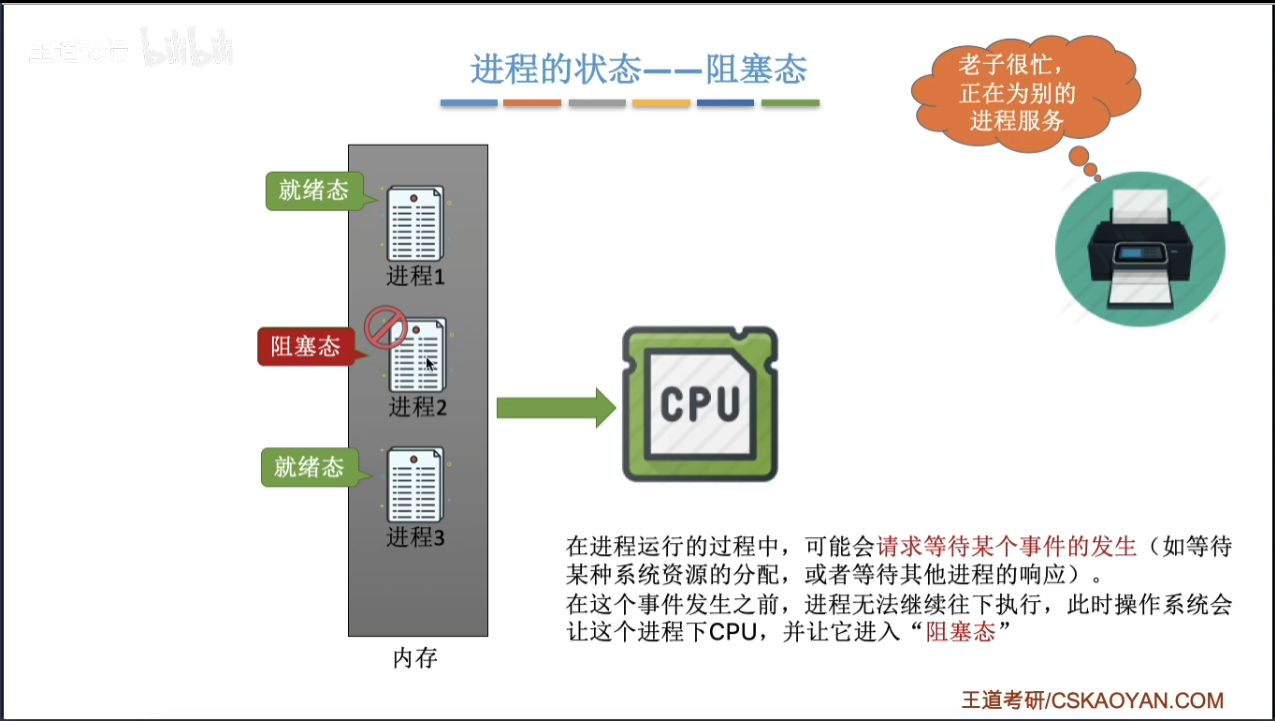 王道论坛 bilibili
进程的状态——阻塞态
老子很忙，
正在为别的
进程服务
就绪态
进程1
阻塞态
进程2
就绪态
进程3
内存
CPU
在进程运行的过程中，可能会请求等待某个事件的发生（如等待
某种系统资源的分配，或者等待其他进程的响应）。
在这个事件发生之前，进程无法继续往下执行，此时操作系统会
让这个进程下CPU，并让它进入“阻塞态”
王道考研/CSKAOYAN.COM